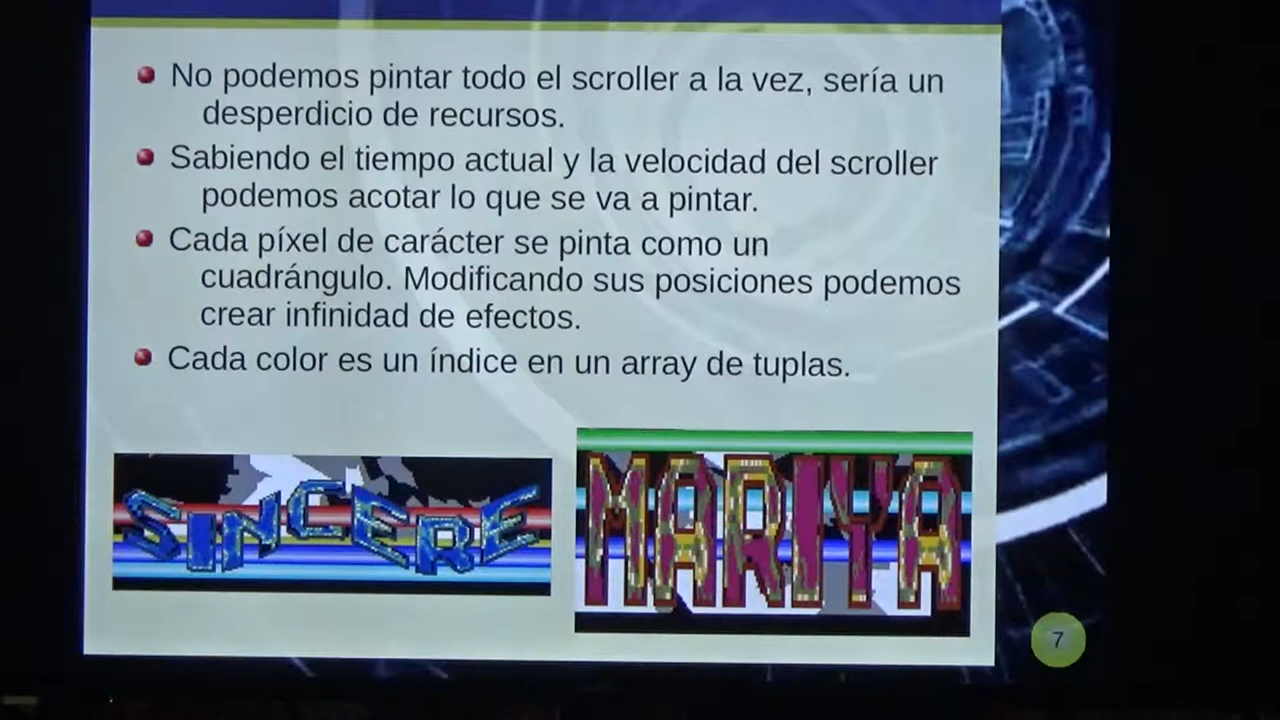 No podemos pintar todo el scroller a la vez, sería un
desperdicio de recursos.
Sabiendo el tiempo actual y la velocidad del scroller
podemos acotar lo que se va a pintar.
Cada píxel de carácter se pinta como un
cuadrángulo. Modificando sus posiciones podemos
crear infinidad de efectos.
Cada color es un índice en un array de tuplas.
SINCERE
MARIYA
7